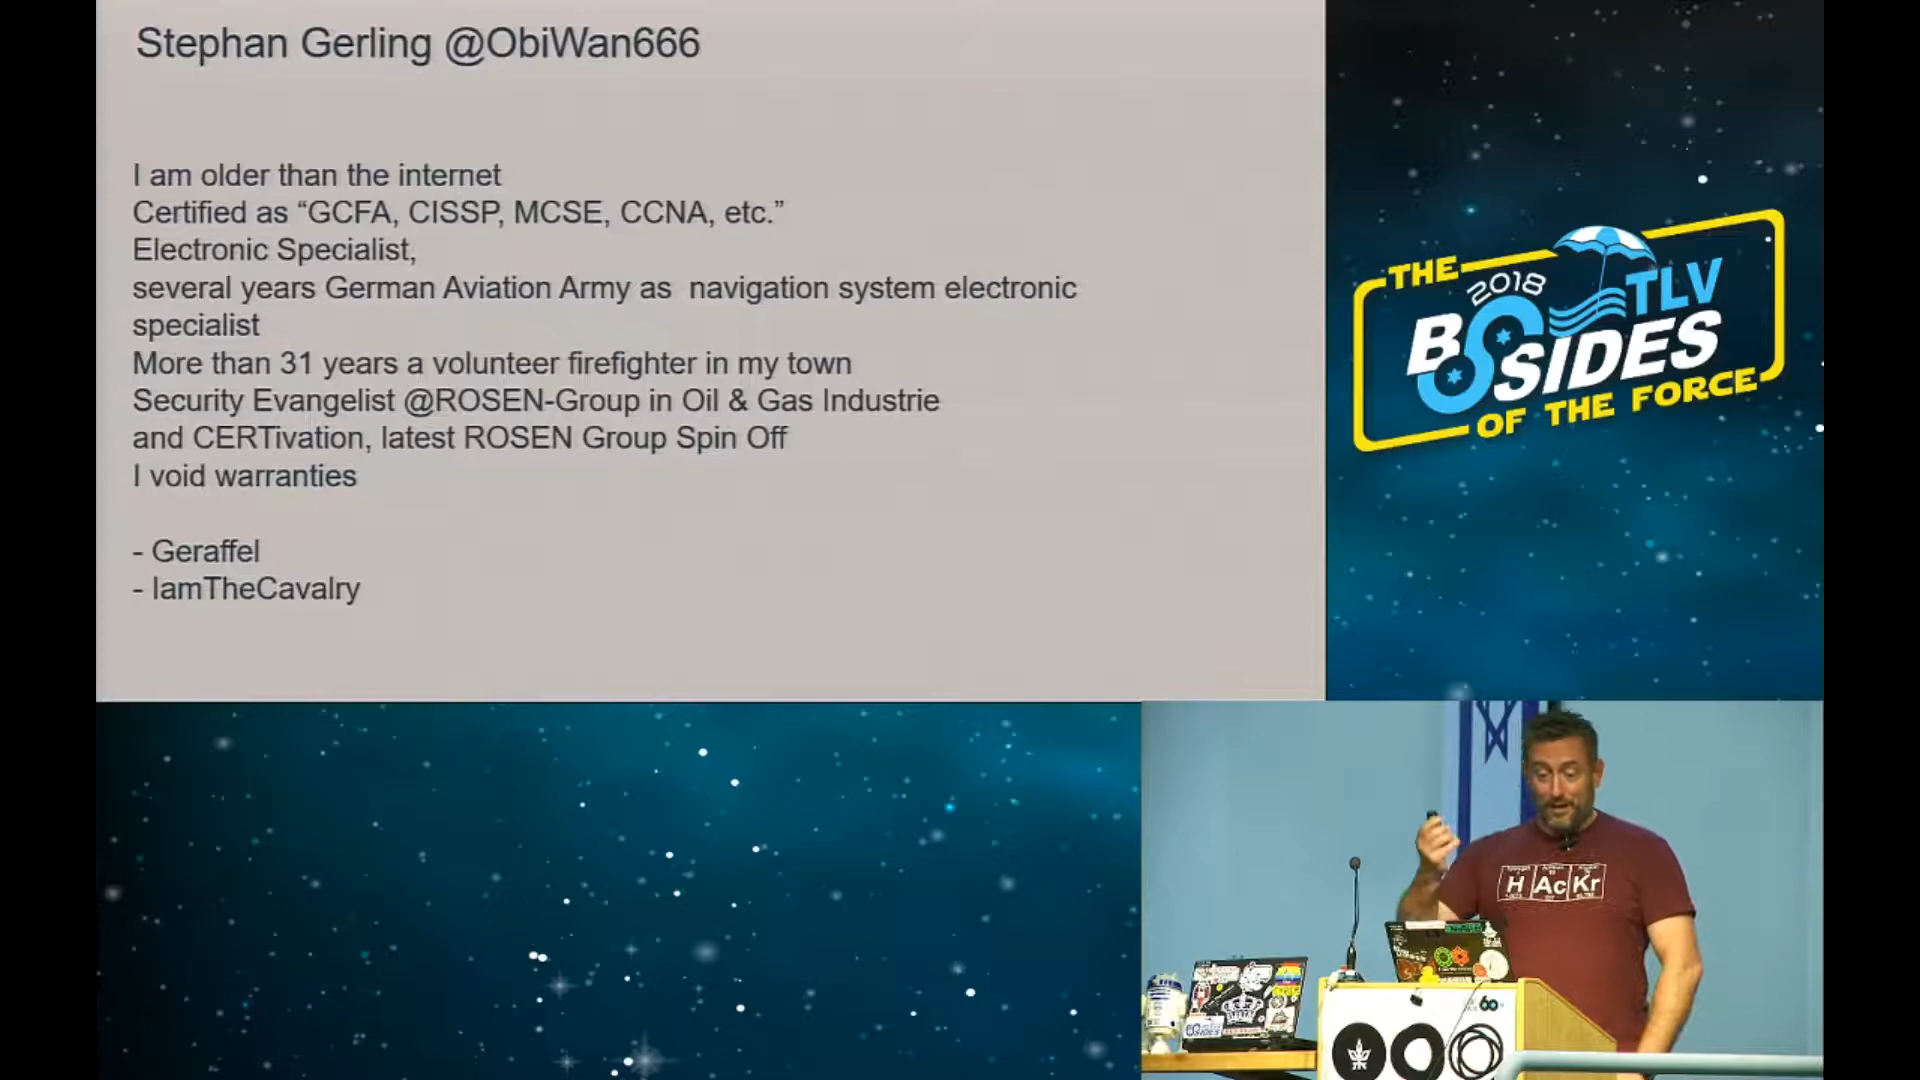 Stephan Gerling @ObiWan666
I am older than the internet
Certified as “GCFA, CISSP, MCSE, CCNA, etc.”
Electronic Specialist,
several years German Aviation Army as  navigation system electronic
specialist
More than 31 years a volunteer firefighter in my town
Security Evangelist @ROSEN-Group in Oil & Gas Industrie
and CERTivation, latest ROSEN Group Spin Off
I void warranties
- Geraffel
- IamTheCavalry
THE
2018
TLV
BSIDES
OF THE FORCE
H Ac Kr
60